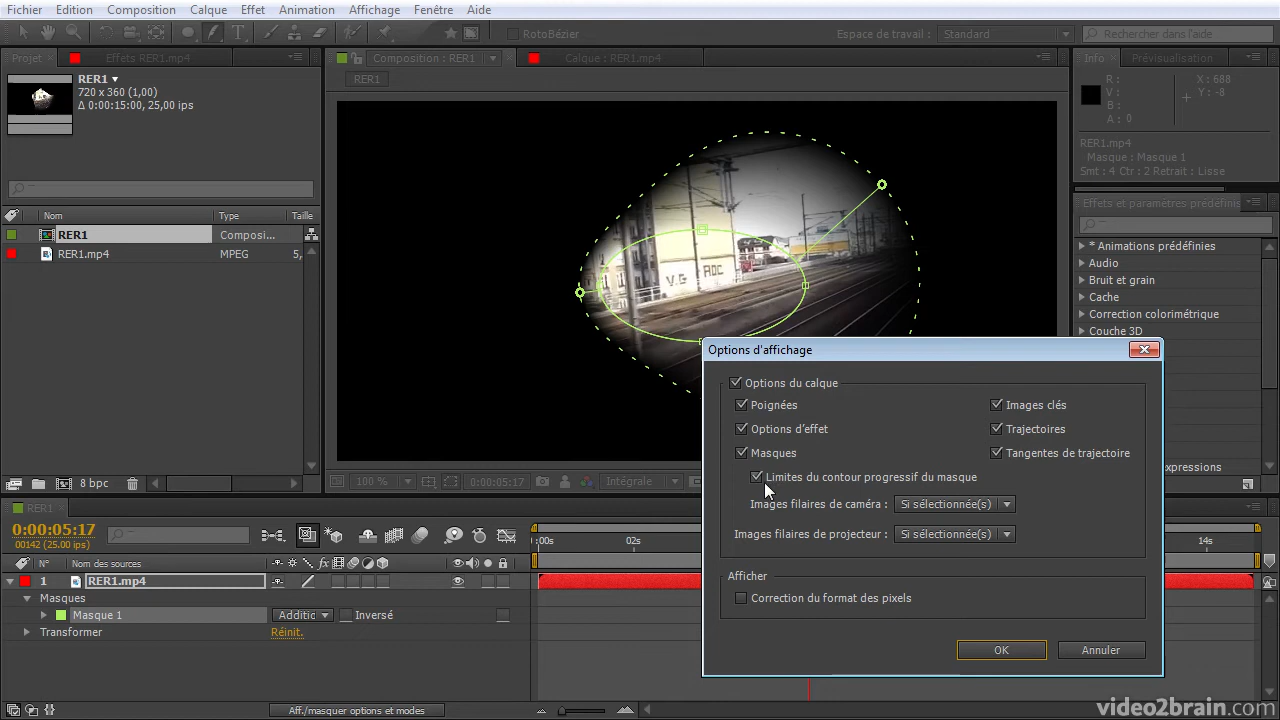 Fichier Edition Composition Calque Effet Animation Affichage Fenêtre Aide
RotoBézier Espace de travail : Standard Rechercher dans l'aide
Projet Effets RER1.mp4 Composition : RER1 Calque : RER1.mp4 Info Prévisualisation
RER1
720 x 360 (1,00)
Δ 0:00:15:00, 25,00 ips
RER1
R :
V :
B :
A : 0
X : 688
Y : -8
RER1.mp4
Masque : Masque 1
Smt : 4 Ctr : 2 Retrait : Lisse
Effets et paramètres prédéfinis
Nom Type Taille
RER1 Composi...
RER1.mp4 MPEG 5,
* Animations prédéfinies
Audio
Bruit et grain
Cache
Correction colorimétrique
Couche 3D
xpressions
V.G
Options d'affichage
Options du calque
Poignées Images clés
Options d'effet Trajectoires
Masques Tangentes de trajectoire
Limites du contour progressif du masque
Images filaires de caméra : Si sélectionnée(s)
Images filaires de projecteur : Si sélectionnée(s)
Afficher
Correction du format des pixels
OK Annuler
8 bpc
100 % 0:00:05:17 Intégrale
RER1
0:00:05:17
00142 (25.00 ips)
:00s 02s 14s
N° Nom des sources
1 RER1.mp4
Masques
Masque 1 Additic Inversé
Transformer Réinit.
Aff./masquer options et modes
video2brain.com